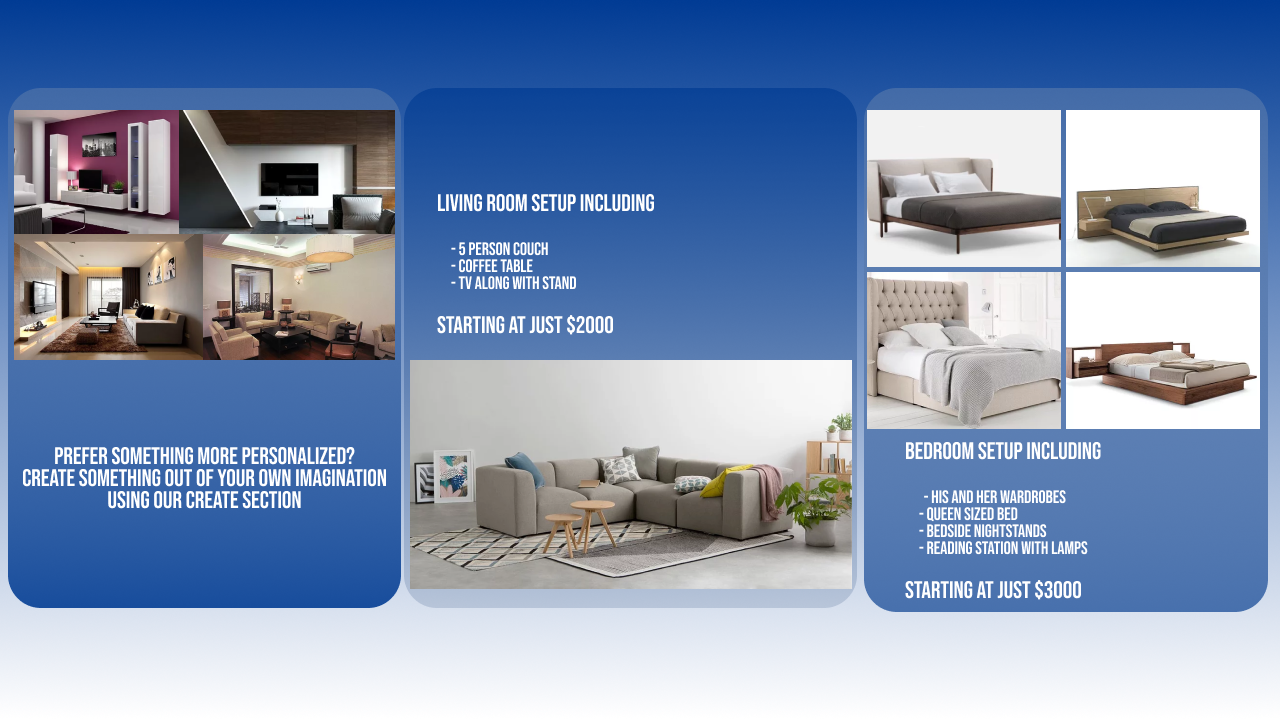 PREFER SOMETHING MORE PERSONALIZED?
CREATE SOMETHING OUT OF YOUR OWN IMAGINATION
USING OUR CREATE SECTION
LIVING ROOM SETUP INCLUDING
- 5 PERSON COUCH
- COFFEE TABLE
- TV ALONG WITH STAND
STARTING AT JUST $2000
BEDROOM SETUP INCLUDING
- HIS AND HER WARDROBES
- QUEEN SIZED BED
- BEDSIDE NIGHTSTANDS
- READING STATION WITH LAMPS
STARTING AT JUST $3000